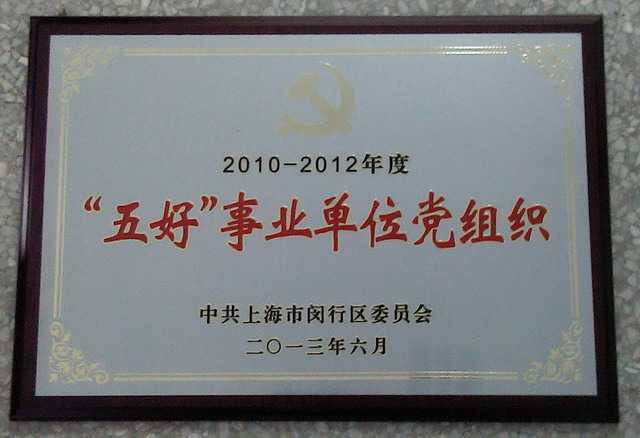 2010-2012年度
“五好”事业单位党组织
中共上海市闵行区委员会
二〇一三年六月